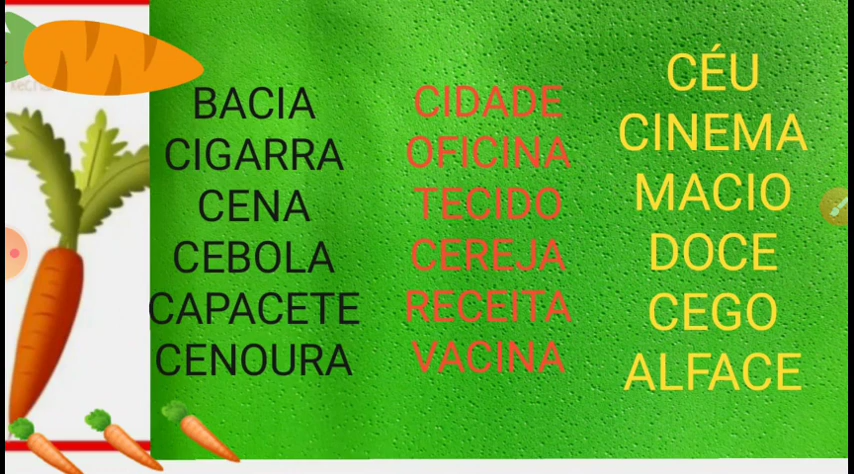 BACIA
CIGARRA
CENA
CEBOLA
CAPACETE
CENOURA
CIDADE
OFICINA
TECIDO
CEREJA
RECEITA
VACINA
CÉU
CINEMA
MACIO
DOCE
CEGO
ALFACE